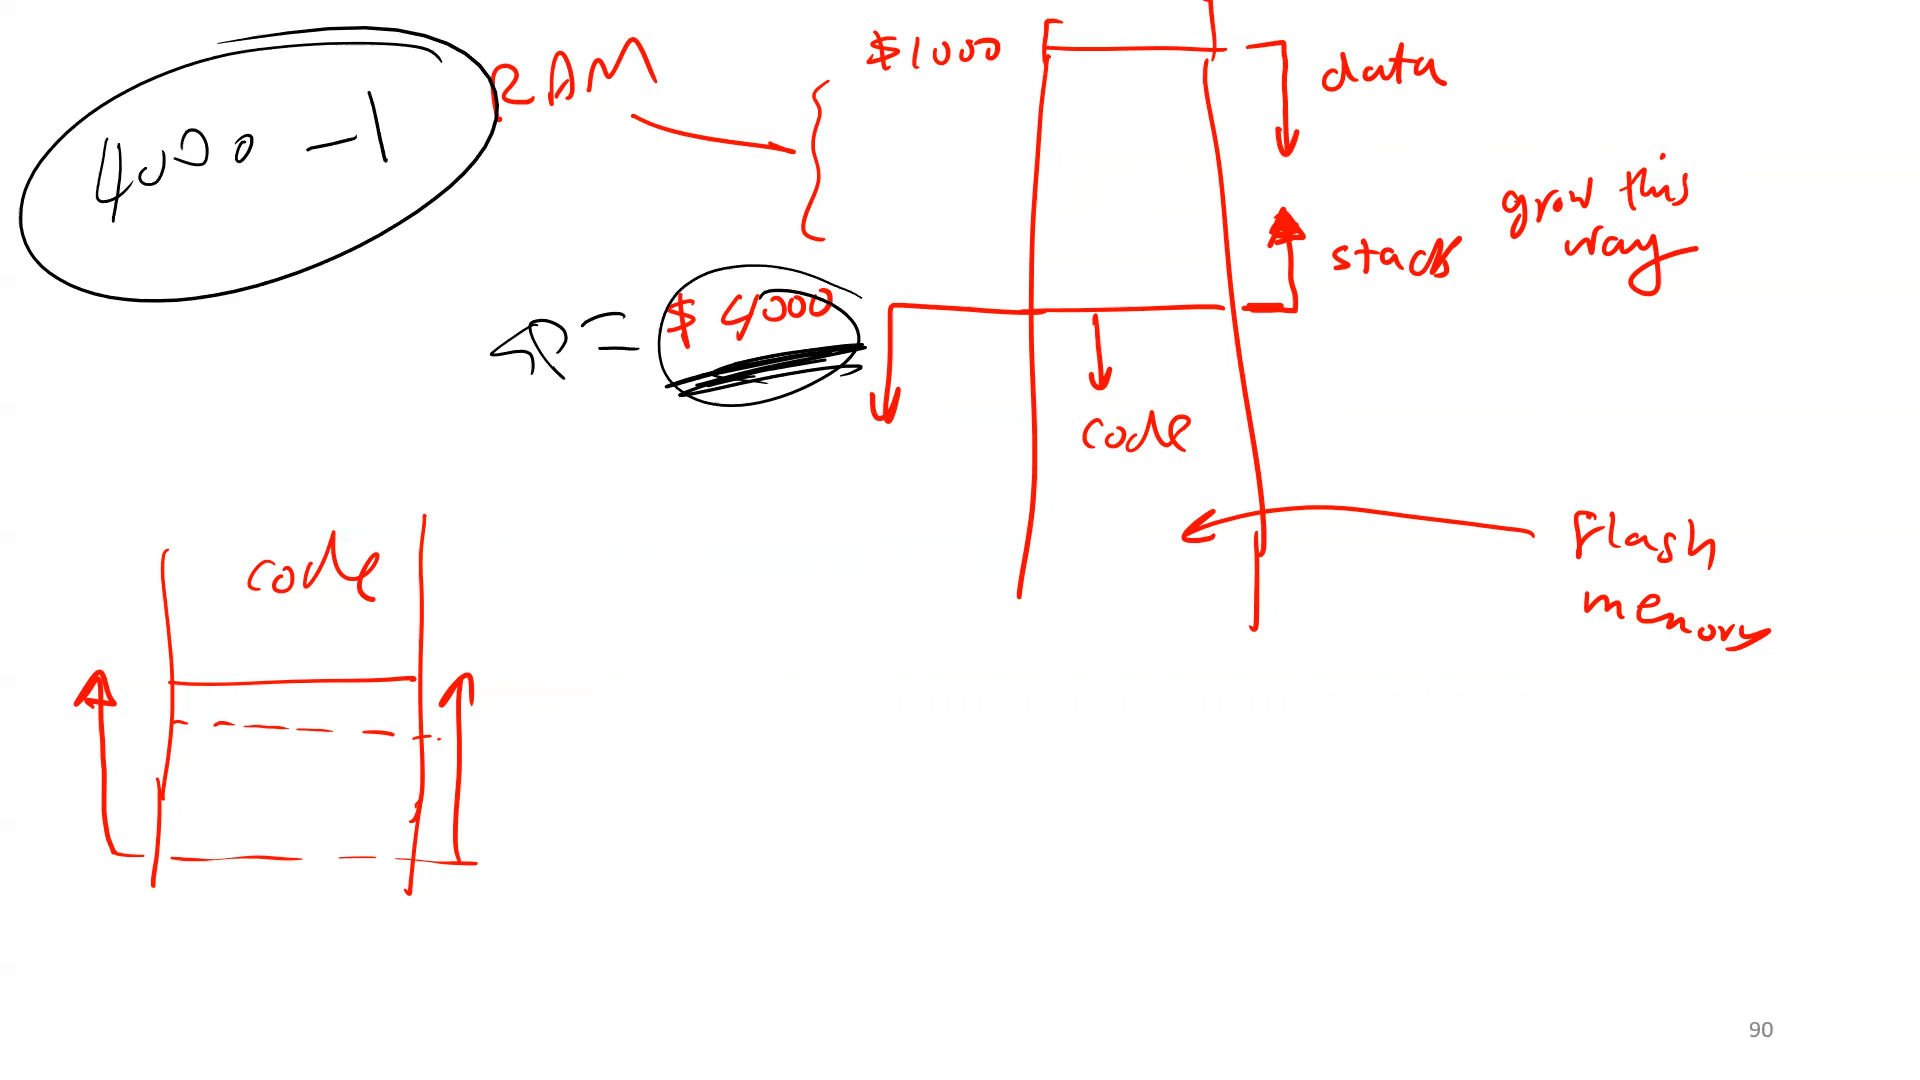 4000 -1
RAM
$1000
data
grow this
way
stack
SP = $4000
code
Flash
memory
code
90